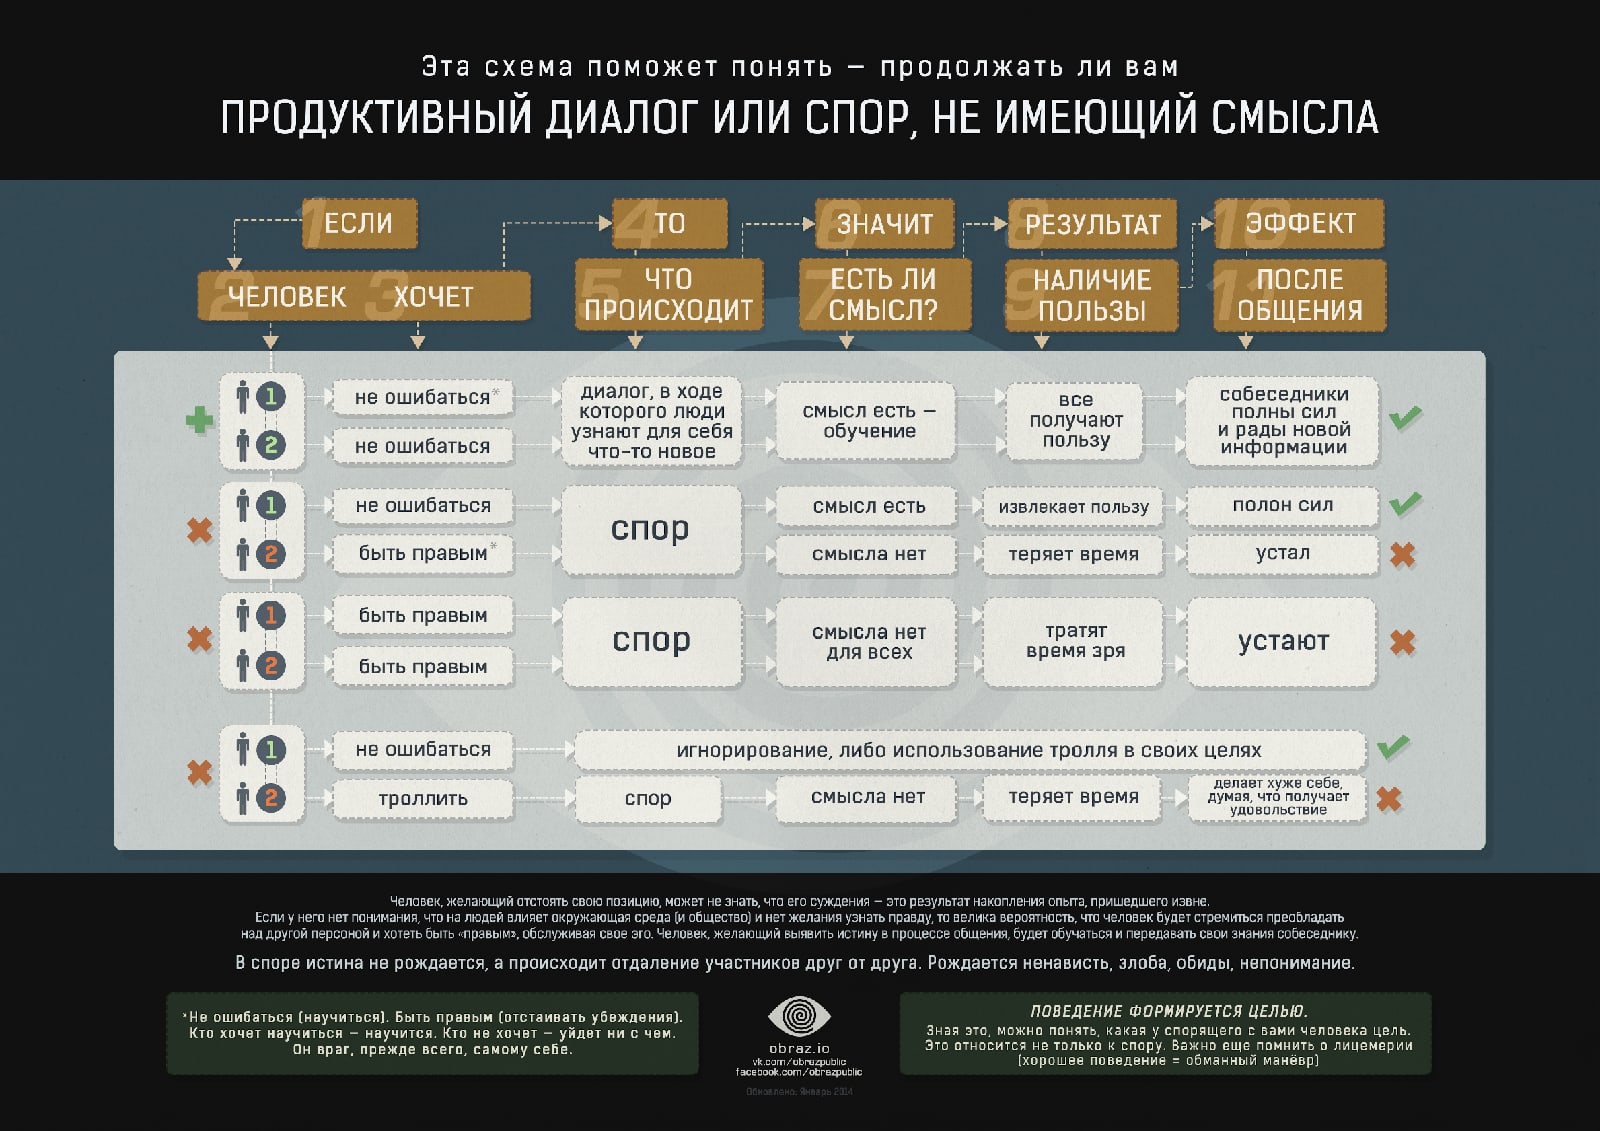 Эта схема поможет понять — продолжать ли вам
ПРОДУКТИВНЫЙ ДИАЛОГ ИЛИ СПОР, НЕ ИМЕЮЩИЙ СМЫСЛА
1 ЕСЛИ
2 ЧЕЛОВЕК 3 ХОЧЕТ
4 ТО
5 ЧТО
ПРОИСХОДИТ
6 ЗНАЧИТ
7 ЕСТЬ ЛИ
СМЫСЛ?
8 РЕЗУЛЬТАТ
9 НАЛИЧИЕ
ПОЛЬЗЫ
10 ЭФФЕКТ
11 ПОСЛЕ
ОБЩЕНИЯ
1
не ошибаться*
2
не ошибаться
диалог, в ходе
которого люди
узнают для себя
что-то новое
смысл есть —
обучение
все
получают
пользу
собеседники
полны сил
и рады новой
информации
1
не ошибаться
2
быть правым*
спор
смысл есть
извлекает пользу
полон сил
смысла нет
теряет время
устал
1
быть правым
2
быть правым
спор
смысла нет
для всех
тратят
время зря
устают
1
не ошибаться
игнорирование, либо использование тролля в своих целях
2
троллить
спор
смысла нет
теряет время
делает хуже себе,
думая, что получает
удовольствие
Человек, желающий отстоять свою позицию, может не знать, что его суждения — это результат накопления опыта, пришедшего извне.
Если у него нет понимания, что на людей влияет окружающая среда (и общество) и нет желания узнать правду, то велика вероятность, что человек будет стремиться преобладать
над другой персоной и хотеть быть «правым», обслуживая свое эго. Человек, желающий выявить истину в процессе общения, будет обучаться и передавать свои знания собеседнику.
В споре истина не рождается, а происходит отдаление участников друг от друга. Рождается ненависть, злоба, обиды, непонимание.
*Не ошибаться (научиться). Быть правым (отстаивать убеждения).
Кто хочет научиться — научится. Кто не хочет — уйдет ни с чем.
Он враг, прежде всего, самому себе.
obraz.io
vk.com/obrazpublic
facebook.com/obrazpublic
Обновлено: Январь 2014
ПОВЕДЕНИЕ ФОРМИРУЕТСЯ ЦЕЛЬЮ.
Зная это, можно понять, какая у спорящего с вами человека цель.
Это относится не только к спору. Важно еще помнить о лицемерии
(хорошее поведение = обманный манёвр)